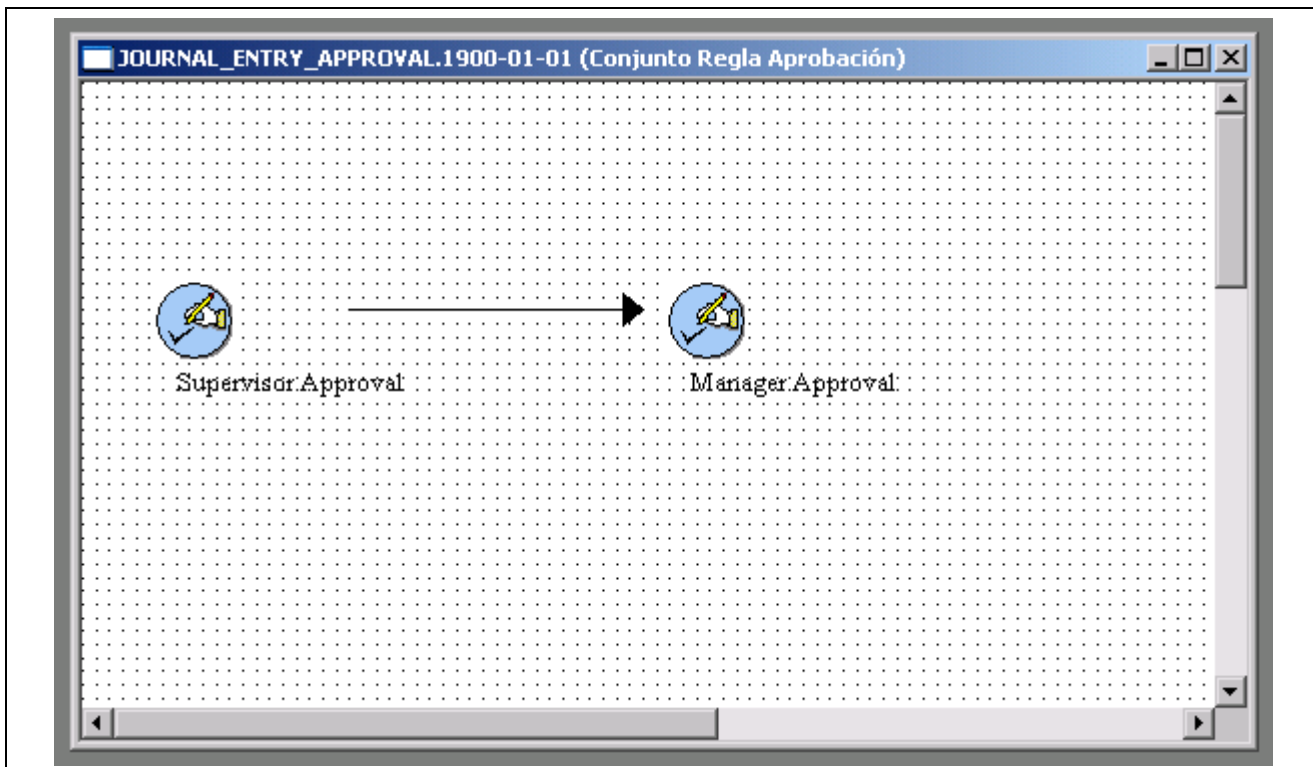 JOURNAL_ENTRY_APPROVAL.1900-01-01 (Conjunto Regla Aprobación)
Supervisor Approval
Manager Approval